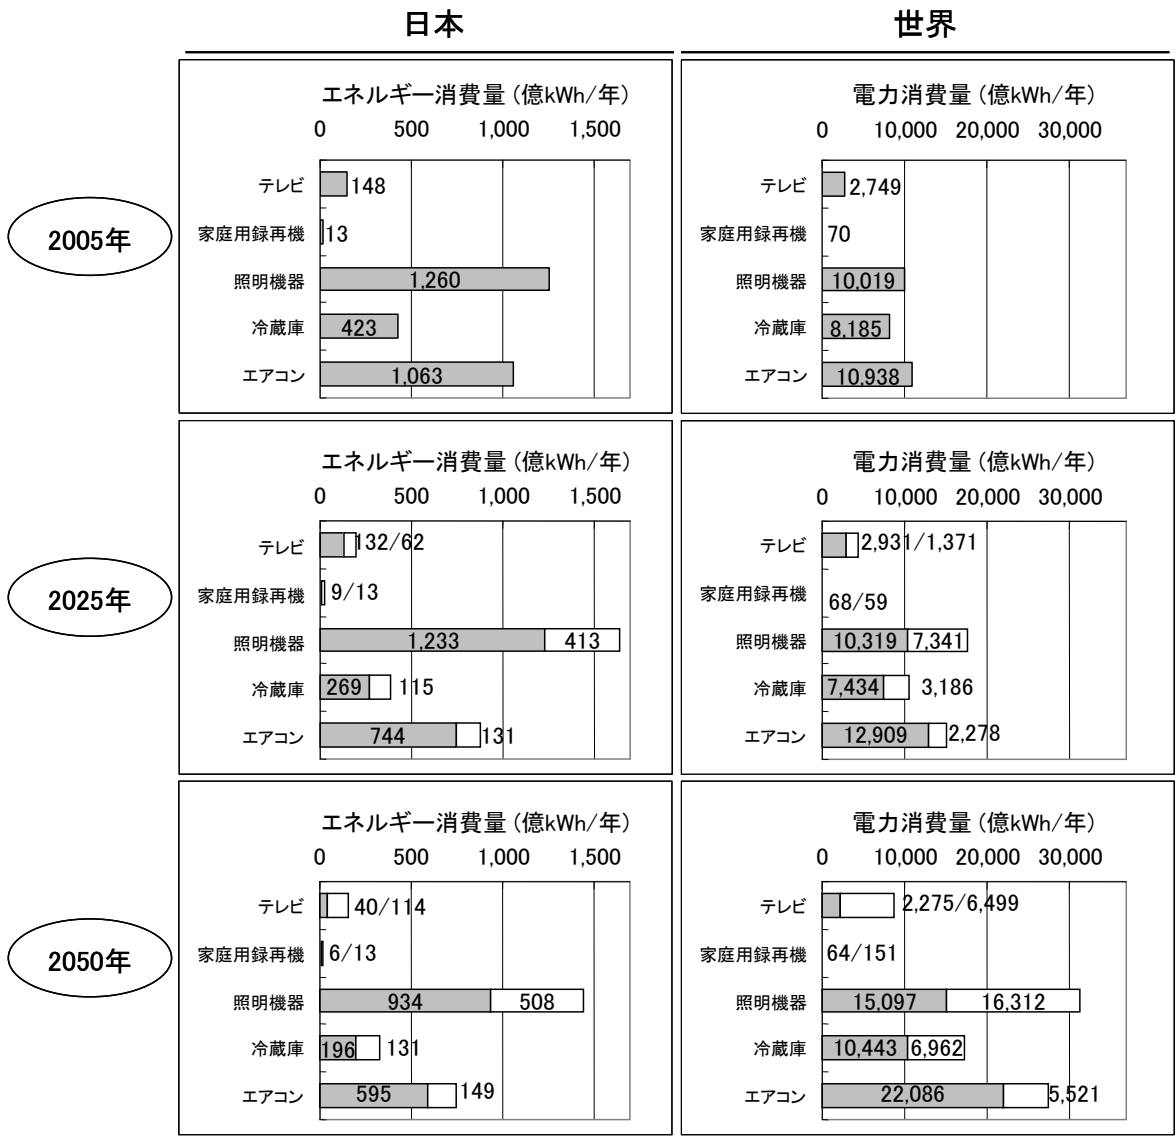 日本
世界
2005年
エネルギー消費量(億kWh/年)
0 500 1,000 1,500
テレビ 148
家庭用録再機 13
照明機器 1,260
冷蔵庫 423
エアコン 1,063
電力消費量(億kWh/年)
0 10,000 20,000 30,000
テレビ 2,749
家庭用録再機 70
照明機器 10,019
冷蔵庫 8,185
エアコン 10,938
2025年
エネルギー消費量(億kWh/年)
0 500 1,000 1,500
テレビ 132/62
家庭用録再機 9/13
照明機器 1,233 413
冷蔵庫 269 115
エアコン 744 131
電力消費量(億kWh/年)
0 10,000 20,000 30,000
テレビ 2,931/1,371
家庭用録再機 68/59
照明機器 10,319 7,341
冷蔵庫 7,434 3,186
エアコン 12,909 2,278
2050年
エネルギー消費量(億kWh/年)
0 500 1,000 1,500
テレビ 40/114
家庭用録再機 6/13
照明機器 934 508
冷蔵庫 196 131
エアコン 595 149
電力消費量(億kWh/年)
0 10,000 20,000 30,000
テレビ 2,275/6,499
家庭用録再機 64/151
照明機器 15,097 16,312
冷蔵庫 10,443 6,962
エアコン 22,086 5,521